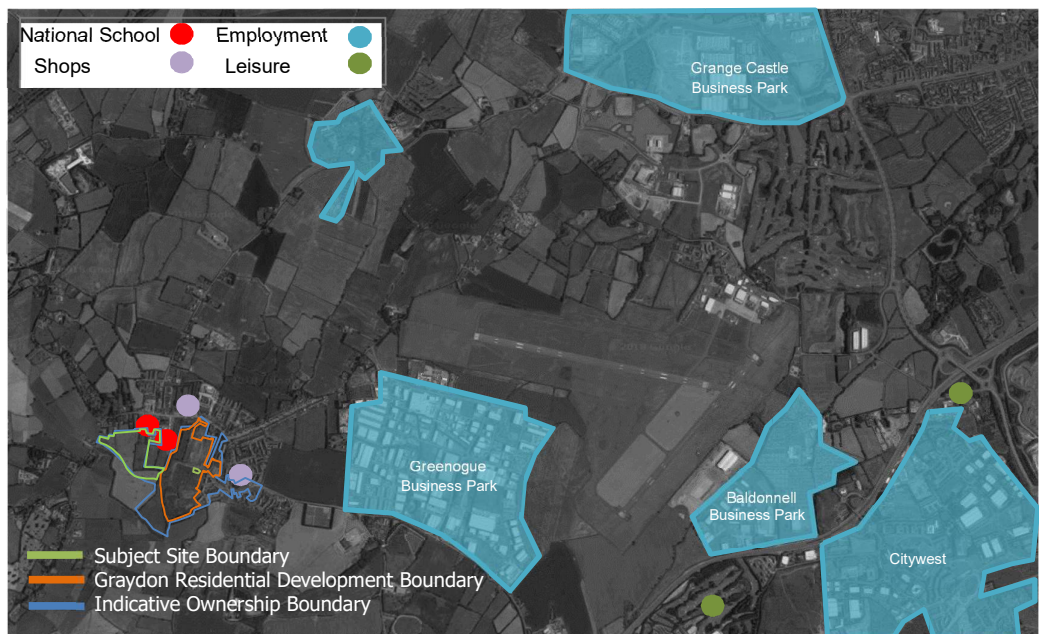 National School
Employment
Shops
Leisure
Grange Castle
Business Park
Greenogue
Business Park
Baldonnell
Business Park
Citywest
Subject Site Boundary
Graydon Residential Development Boundary
Indicative Ownership Boundary